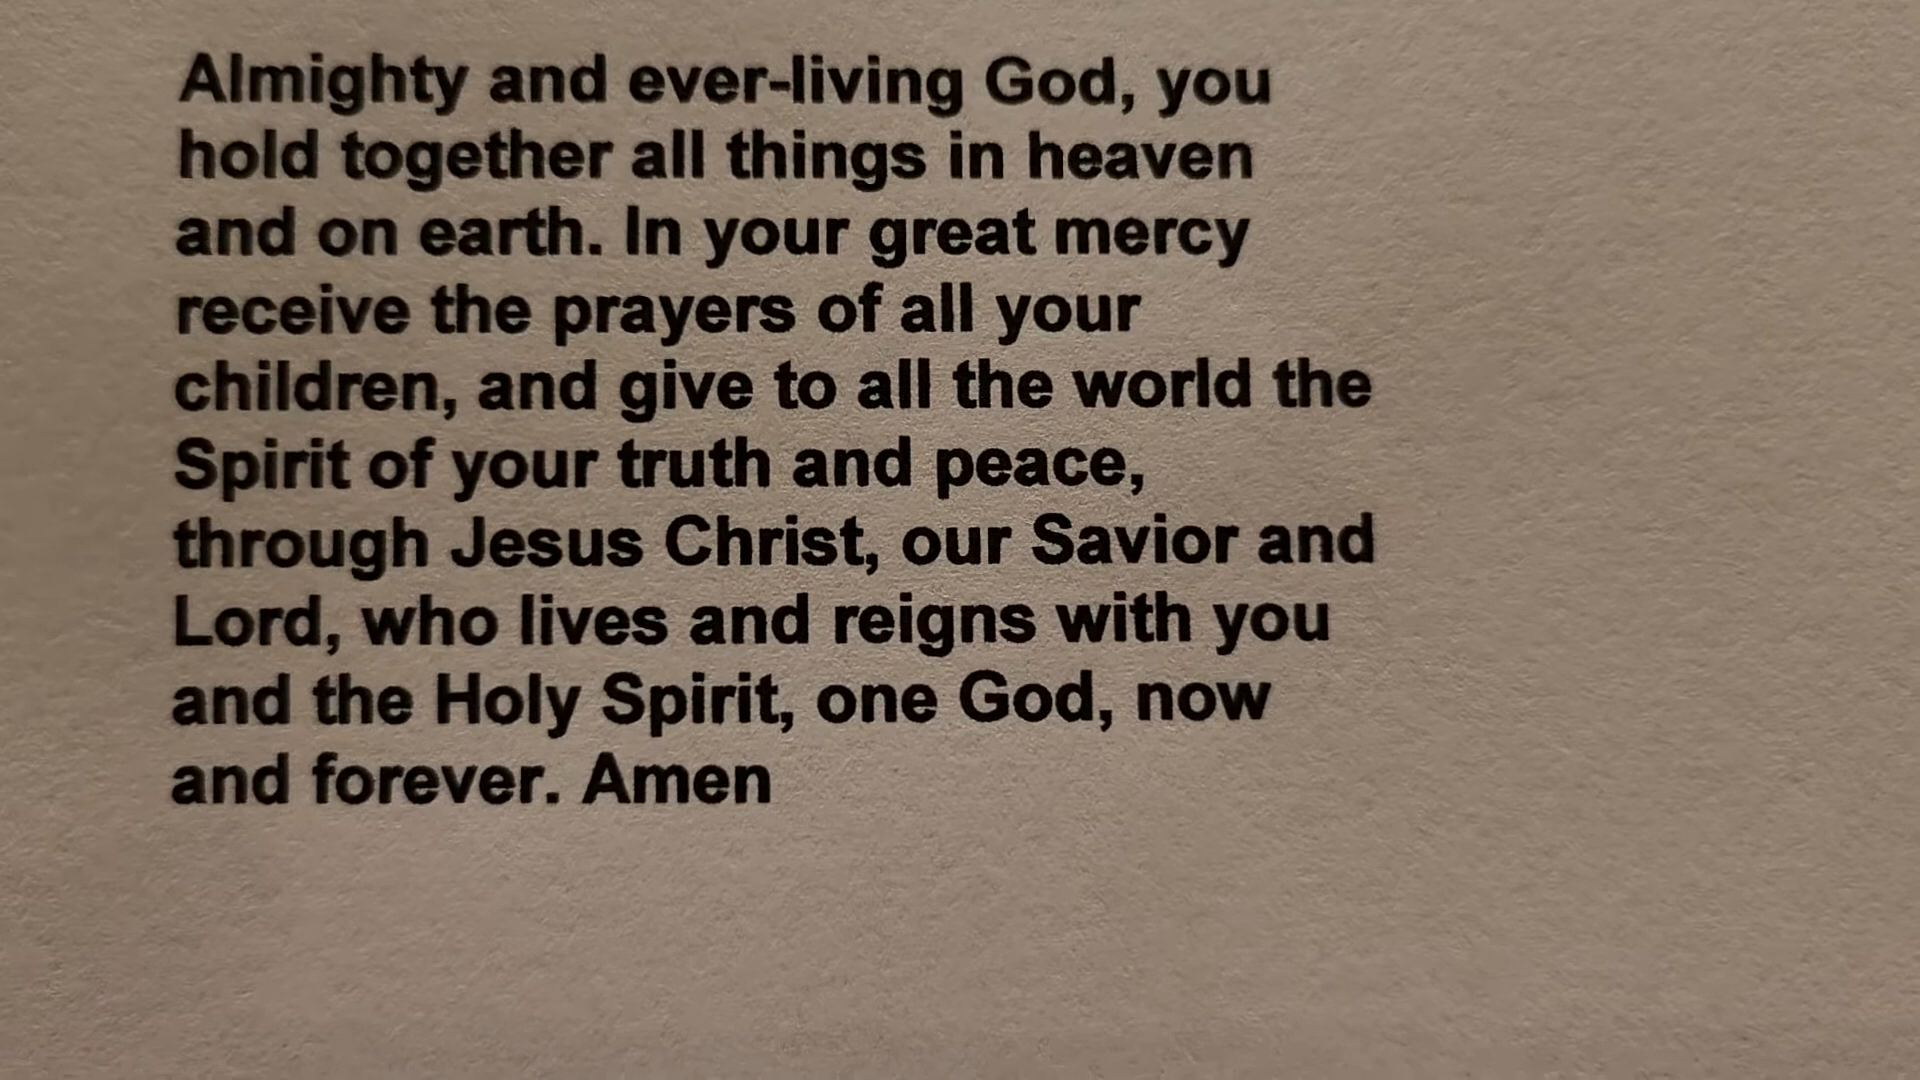 Almighty and ever-living God, you
hold together all things in heaven
and on earth. In your great mercy
receive the prayers of all your
children, and give to all the world the
Spirit of your truth and peace,
through Jesus Christ, our Savior and
Lord, who lives and reigns with you
and the Holy Spirit, one God, now
and forever. Amen